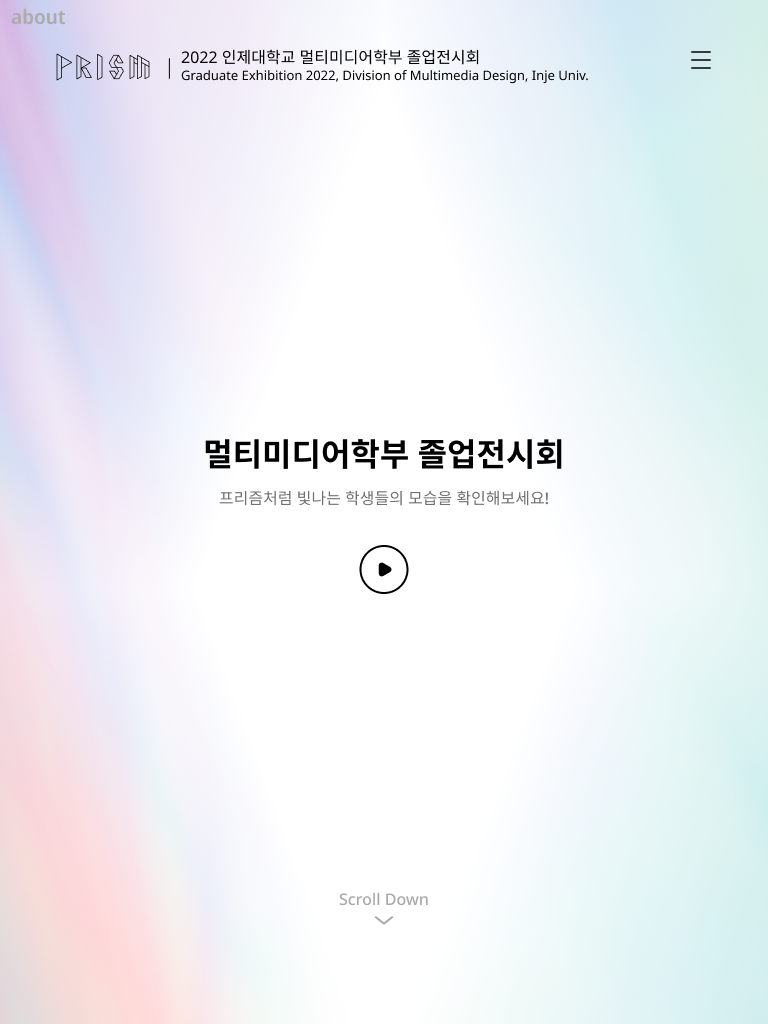 about
PRISM
2022 인제대학교 멀티미디어학부 졸업전시회
Graduate Exhibition 2022, Division of Multimedia Design, Inje Univ.
멀티미디어학부 졸업전시회
프리즘처럼 빛나는 학생들의 모습을 확인해보세요!
Scroll Down